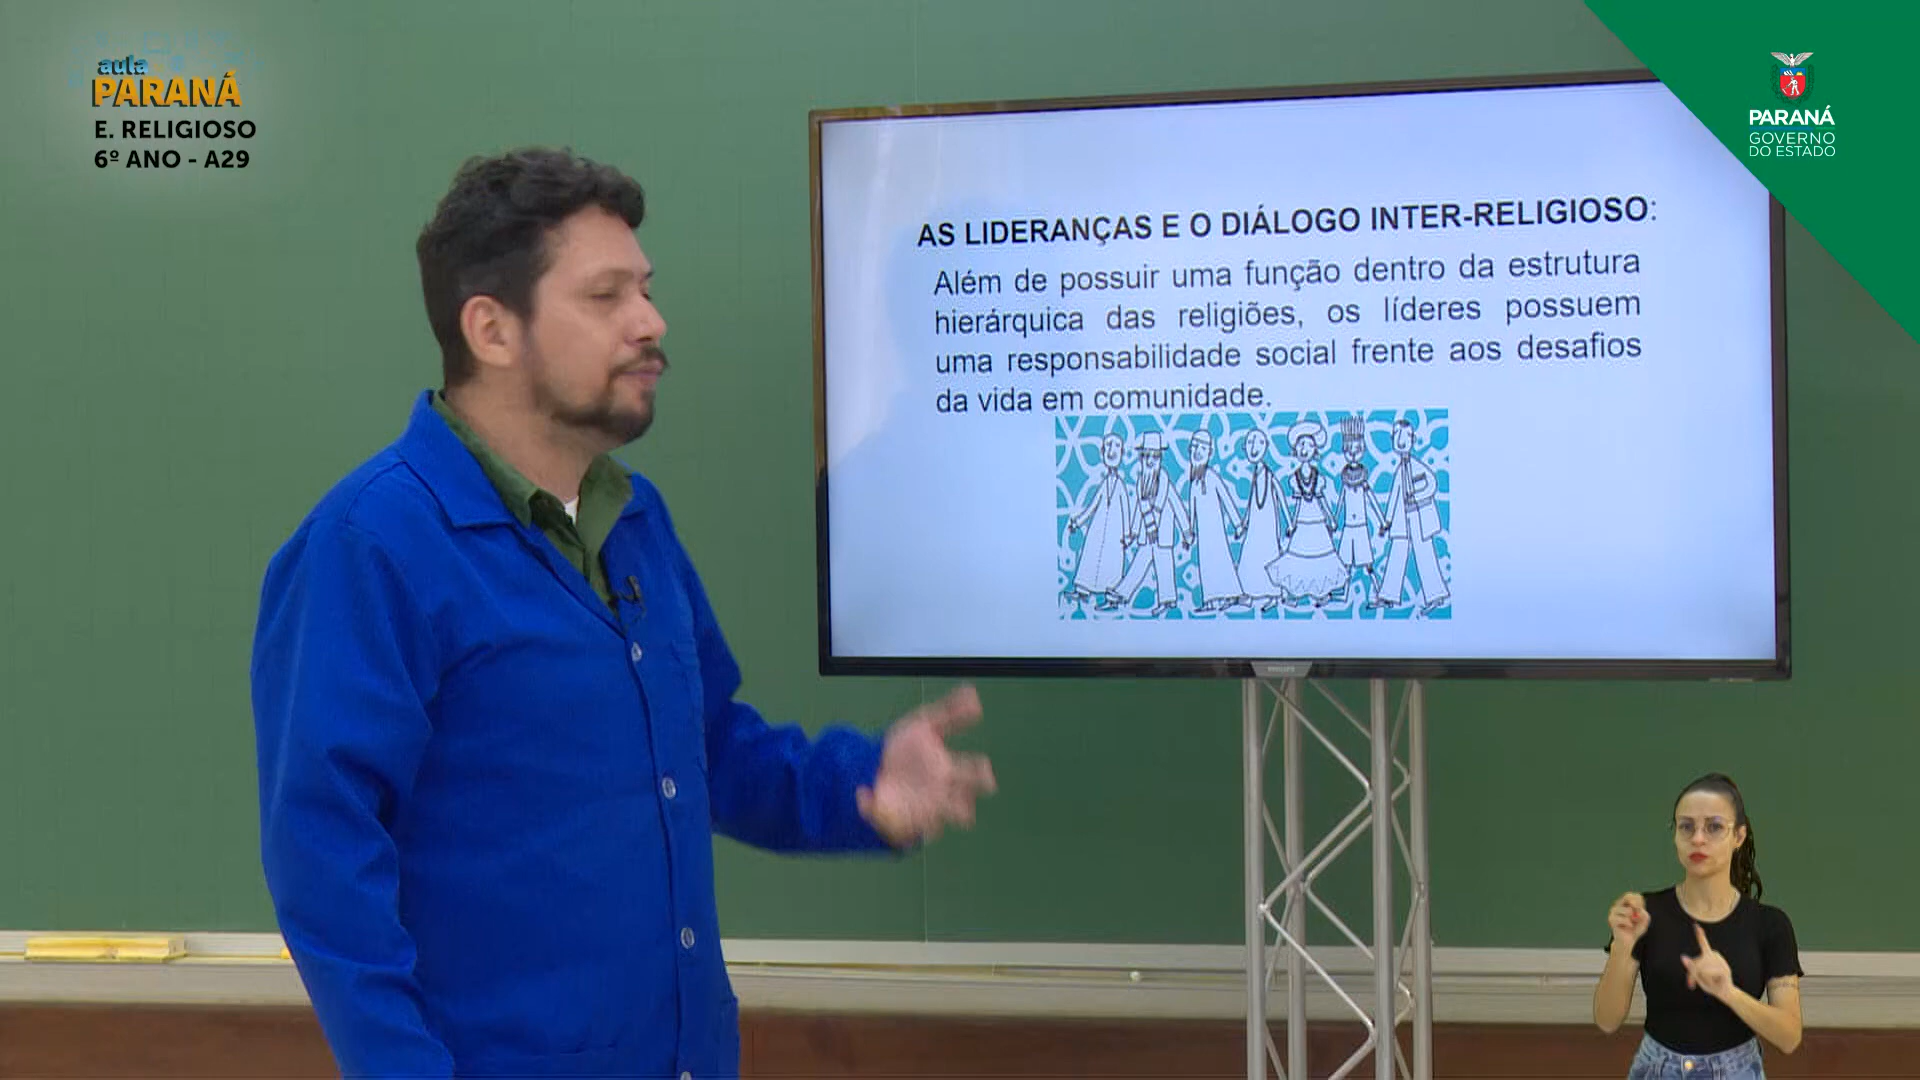 aula
PARANÁ
E. RELIGIOSO
6º ANO - A29
PARANÁ
GOVERNO
DO ESTADO
AS LIDERANÇAS E O DIÁLOGO INTER-RELIGIOSO:
Além de possuir uma função dentro da estrutura
hierárquica das religiões, os líderes possuem
uma responsabilidade social frente aos desafios
da vida em comunidade.
PHILIPS